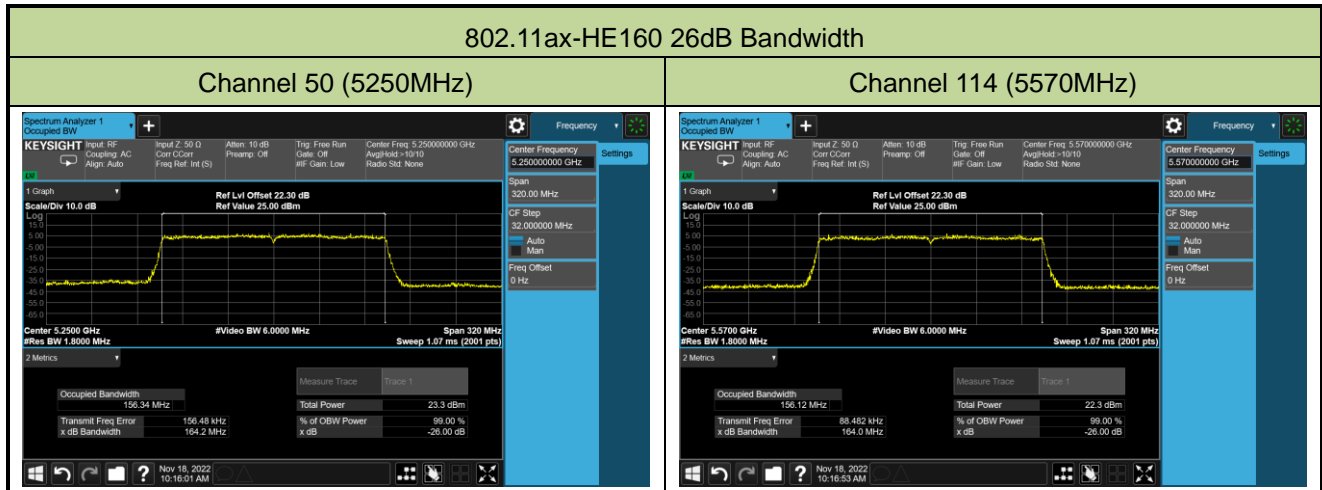 802.11ax-HE160 26dB Bandwidth
Channel 50 (5250MHz)
Channel 114 (5570MHz)
Spectrum Analyzer 1
Occupied BW
+
Frequency
KEYSIGHT
Input: RF
Coupling: AC
Align: Auto
Input Z: 50 Ω
Corr CCorr
Freq Ref: Int (S)
Atten: 10 dB
Preamp: Off
Trig: Free Run
Gate: Off
#IF Gain: Low
Center Freq: 5.250000000 GHz
Avg|Hold:>10/10
Radio Std: None
Center Frequency
5.250000000 GHz
Settings
Span
320.00 MHz
CF Step
32.000000 MHz
Auto
Man
Freq Offset
0 Hz
1 Graph
Scale/Div 10.0 dB
Ref Lvl Offset 22.30 dB
Ref Value 25.00 dBm
Log
15.0
5.00
-5.00
-15.0
-25.0
-35.0
-45.0
-55.0
-65.0
Center 5.2500 GHz
#Video BW 6.0000 MHz
Span 320 MHz
#Res BW 1.8000 MHz
Sweep 1.07 ms (2001 pts)
2 Metrics
Measure Trace Trace 1
Occupied Bandwidth
156.34 MHz
Total Power 23.3 dBm
Transmit Freq Error 156.48 kHz
% of OBW Power 99.00 %
x dB Bandwidth 164.2 MHz
x dB -26.00 dB
?
Nov 18, 2022
10:16:01 AM
Spectrum Analyzer 1
Occupied BW
+
Frequency
KEYSIGHT
Input: RF
Coupling: AC
Align: Auto
Input Z: 50 Ω
Corr CCorr
Freq Ref: Int (S)
Atten: 10 dB
Preamp: Off
Trig: Free Run
Gate: Off
#IF Gain: Low
Center Freq: 5.570000000 GHz
Avg|Hold:>10/10
Radio Std: None
Center Frequency
5.570000000 GHz
Settings
Span
320.00 MHz
CF Step
32.000000 MHz
Auto
Man
Freq Offset
0 Hz
1 Graph
Scale/Div 10.0 dB
Ref Lvl Offset 22.30 dB
Ref Value 25.00 dBm
Log
15.0
5.00
-5.00
-15.0
-25.0
-35.0
-45.0
-55.0
-65.0
Center 5.5700 GHz
#Video BW 6.0000 MHz
Span 320 MHz
#Res BW 1.8000 MHz
Sweep 1.07 ms (2001 pts)
2 Metrics
Measure Trace Trace 1
Occupied Bandwidth
156.12 MHz
Total Power 22.3 dBm
Transmit Freq Error 88.482 kHz
% of OBW Power 99.00 %
x dB Bandwidth 164.0 MHz
x dB -26.00 dB
?
Nov 18, 2022
10:16:53 AM